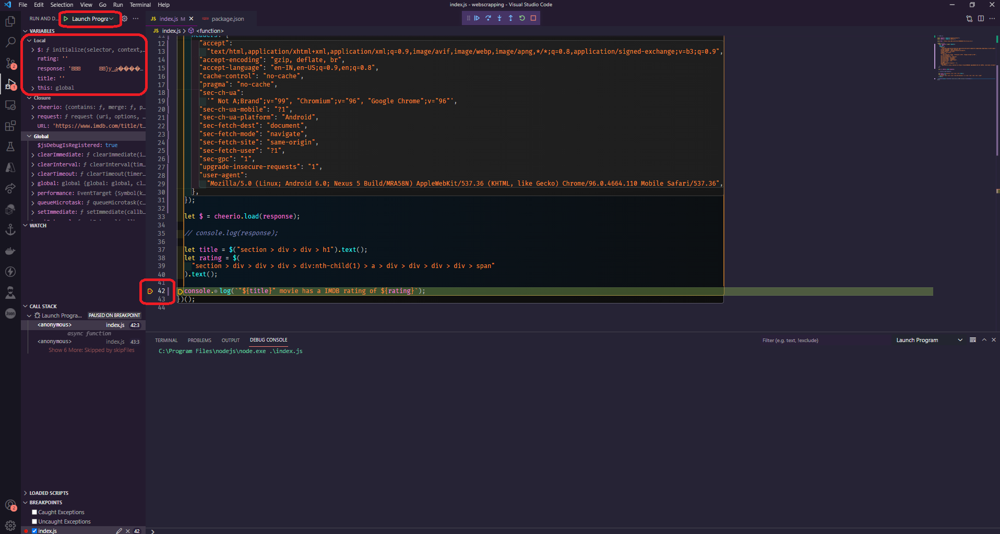 File Edit Selection View Go Run Terminal Help
index.js - webscrapping - Visual Studio Code
RUN AND D...
Launch Progra
JS index.js M
package.json
JS index.js > <function>
VARIABLES
Local
$: ƒ initialize(selector, context,...
rating: ''
title: ''
this: global
Closure
cheerio: {contains: ƒ, merge: ƒ, p...
request: ƒ request (uri, options, ...
URL: 'https://www.imdb.com/title/t...
Global
$jsDebugIsRegistered: true
clearImmediate: ƒ clearImmediate(i...
clearInterval: ƒ clearInterval(tim...
clearTimeout: ƒ clearTimeout(timer...
global: global {global: global, cl...
performance: EventTarget {Symbol(k...
queueMicrotask: ƒ queueMicrotask(c...
setImmediate: ƒ setImmediate(callb...
WATCH
CALL STACK
Launch Progra... PAUSED ON BREAKPOINT
<anonymous> index.js 42:3
async function
<anonymous> index.js 43:3
Show 6 More: Skipped by skipFiles
LOADED SCRIPTS
BREAKPOINTS
Caught Exceptions
Uncaught Exceptions
index.js 42
11 headers: {
12 "accept":
13 "text/html,application/xhtml+xml,application/xml;q=0.9,image/avif,image/webp,image/apng,*/*;q=0.8,application/signed-exchange;v=b3;q=0.9",
14 "accept-encoding": "gzip, deflate, br",
15 "accept-language": "en-IN,en-US;q=0.9,en;q=0.8",
16 "cache-control": "no-cache",
17 "pragma": "no-cache",
18 "sec-ch-ua":
19 '" Not A;Brand";v="99", "Chromium";v="96", "Google Chrome";v="96"',
20 "sec-ch-ua-mobile": "?1",
21 "sec-ch-ua-platform": "Android",
22 "sec-fetch-dest": "document",
23 "sec-fetch-mode": "navigate",
24 "sec-fetch-site": "same-origin",
25 "sec-fetch-user": "?1",
26 "sec-gpc": "1",
27 "upgrade-insecure-requests": "1",
28 "user-agent":
29 "Mozilla/5.0 (Linux; Android 6.0; Nexus 5 Build/MRA58N) AppleWebKit/537.36 (KHTML, like Gecko) Chrome/96.0.4664.110 Mobile Safari/537.36",
30 },
31 });
32
33 let $ = cheerio.load(response);
34
35 // console.log(response);
36
37 let title = $("section > div > div > h1").text();
38 let rating = $(
39 "section > div > div > div > div:nth-child(1) > a > div > div > div > div > span"
40 ).text();
41
42 console.log(`"${title}" movie has a IMDB rating of ${rating}`);
43 })();
44
TERMINAL PROBLEMS OUTPUT DEBUG CONSOLE
Filter (e.g. text, !exclude)
Launch Program
C:\Program Files\nodejs\node.exe .\index.js